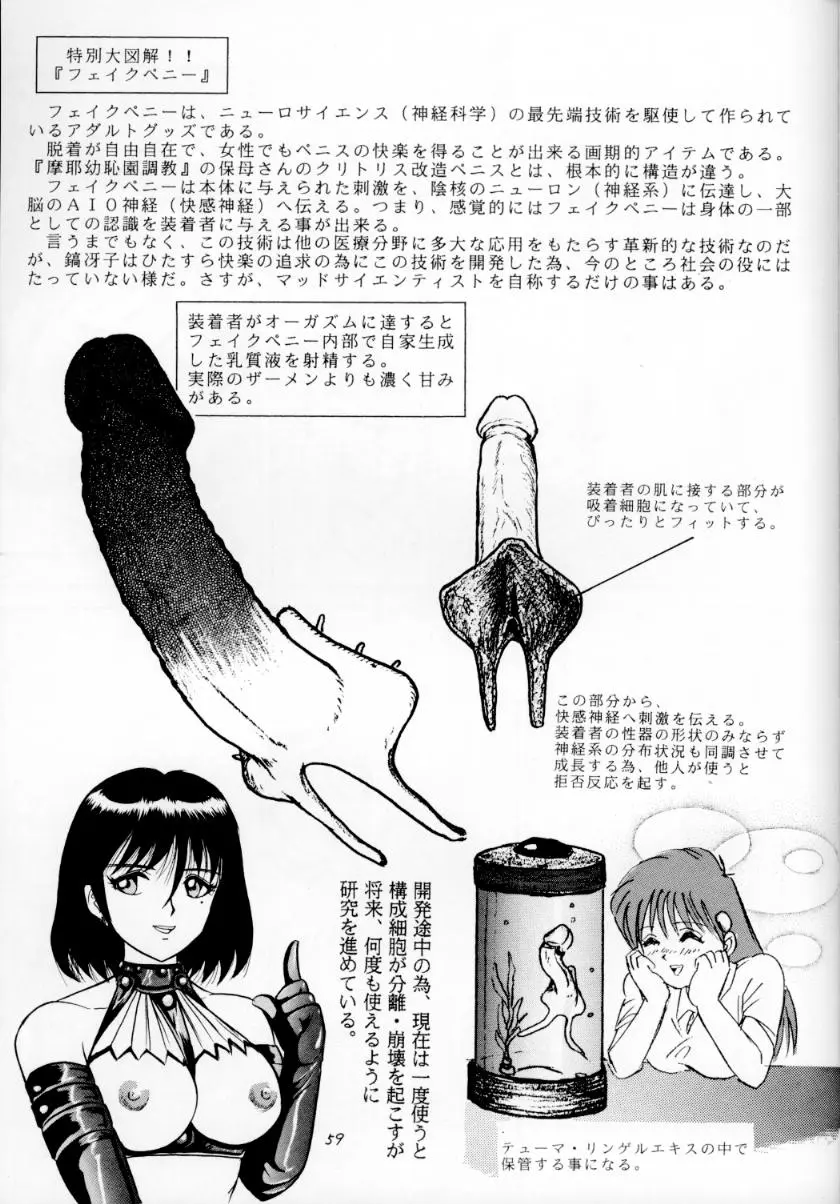 特別大図解！！
『フェイクペニー』
フェイクペニーは、ニューロサイエンス（神経科学）の最先端技術を駆使して作られて
いるアダルトグッズである。
脱着が自由自在で、女性でもペニスの快楽を得ることが出来る画期的アイテムである。
『摩耶幼恥園調教』の保母さんのクリトリス改造ペニスとは、根本的に構造が違う。
フェイクペニーは本体に与えられた刺激を、陰核のニューロン（神経系）に伝達し、大
脳のＡ１０神経（快感神経）へ伝える。つまり、感覚的にはフェイクペニーは身体の一部
としての認識を装着者に与える事が出来る。
言うまでもなく、この技術は他の医療分野に多大な応用をもたらす革新的な技術なのだ
が、鏑冴子はひたすら快楽の追求の為にこの技術を開発した為、今のところ社会の役には
たっていない様だ。さすが、マッドサイエンティストを自称するだけの事はある。
装着者がオーガズムに達すると
フェイクペニー内部で自家生成
した乳質液を射精する。
実際のザーメンよりも濃く甘み
がある。
装着者の肌に接する部分が
吸着細胞になっていて、
ぴったりとフィットする。
この部分から、
快感神経へ刺激を伝える。
装着者の性器の形状のみならず
神経系の分布状況も同調させて
成長する為、他人が使うと
拒否反応を起す。
開発途中の為、現在は一度使うと
構成細胞が分離・崩壊を起こすが
将来、何度も使えるように
研究を進めている。
テューマ・リンゲルエキスの中で
保管する事になる。
59